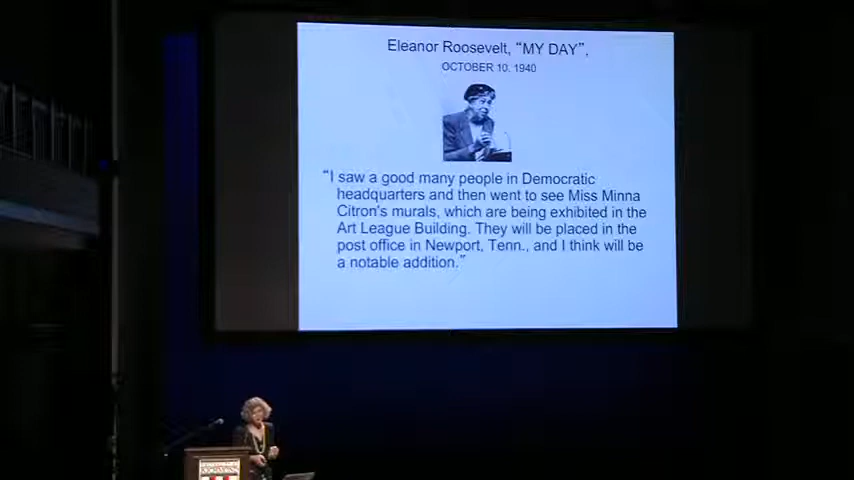 Eleanor Roosevelt, “MY DAY”,
OCTOBER 10, 1940
“I saw a good many people in Democratic
headquarters and then went to see Miss Minna
Citron's murals, which are being exhibited in the
Art League Building. They will be placed in the
post office in Newport, Tenn., and I think will be
a notable addition.”